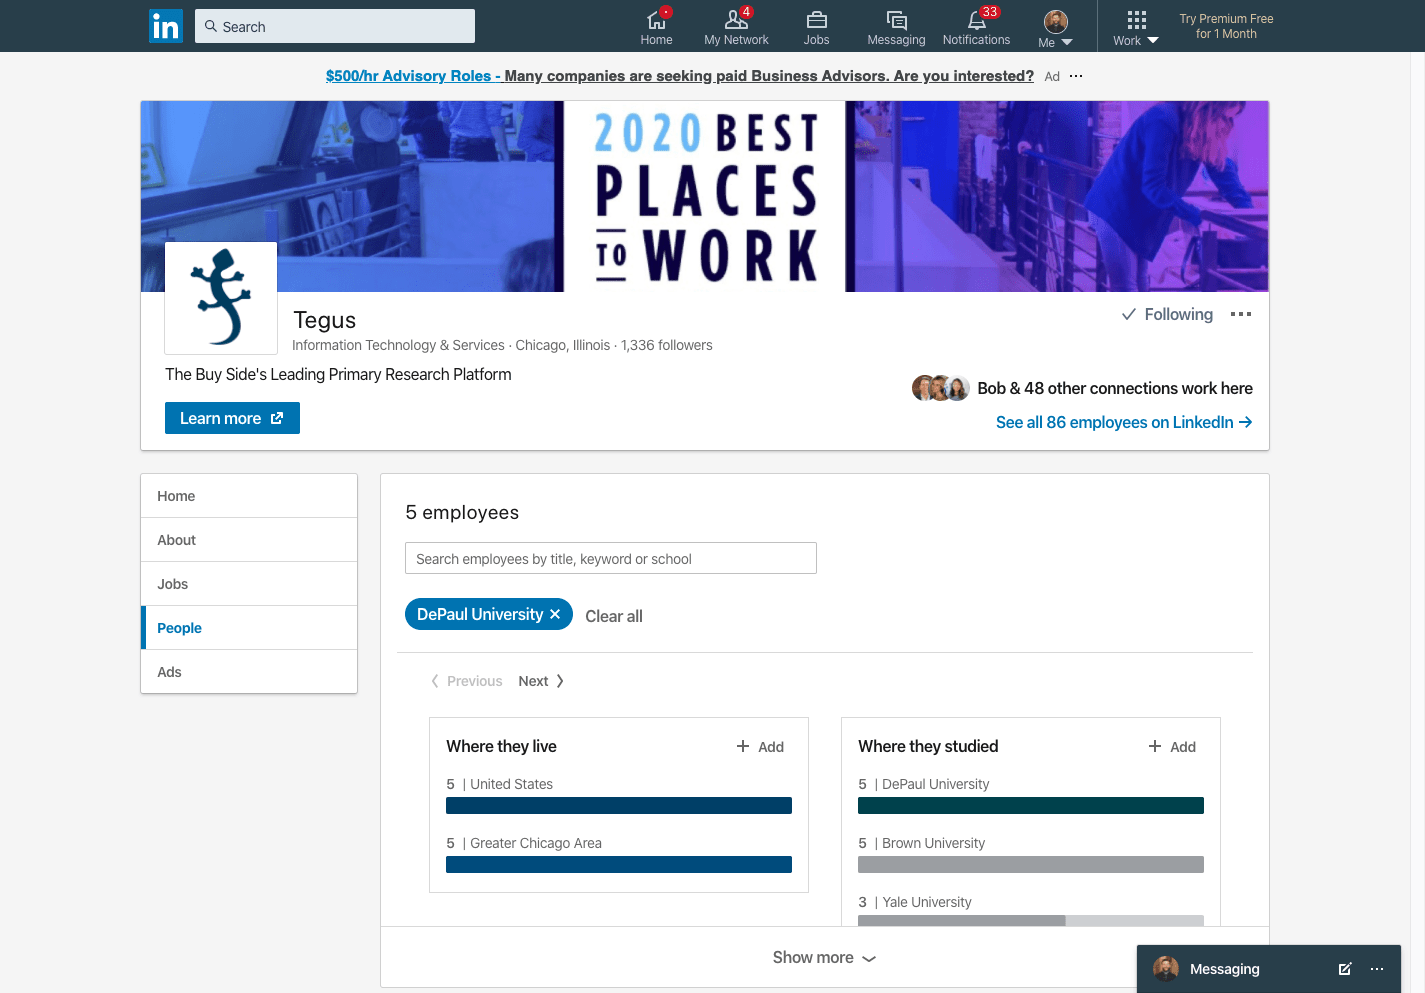 in
Search
Home
4
My Network
Jobs
Messaging
33
Notifications
Me
Work
Try Premium Free
for 1 Month
$500/hr Advisory Roles - Many companies are seeking paid Business Advisors. Are you interested? Ad ...
2020 BEST
PLACES
TO WORK
Tegus
Following
Information Technology & Services · Chicago, Illinois · 1,336 followers
The Buy Side's Leading Primary Research Platform
Bob & 48 other connections work here
Learn more
See all 86 employees on LinkedIn →
Home
About
Jobs
People
Ads
5 employees
Search employees by title, keyword or school
DePaul University ×
Clear all
Previous
Next
Where they live
+ Add
5 | United States
5 | Greater Chicago Area
Where they studied
+ Add
5 | DePaul University
5 | Brown University
3 | Yale University
Show more
Messaging